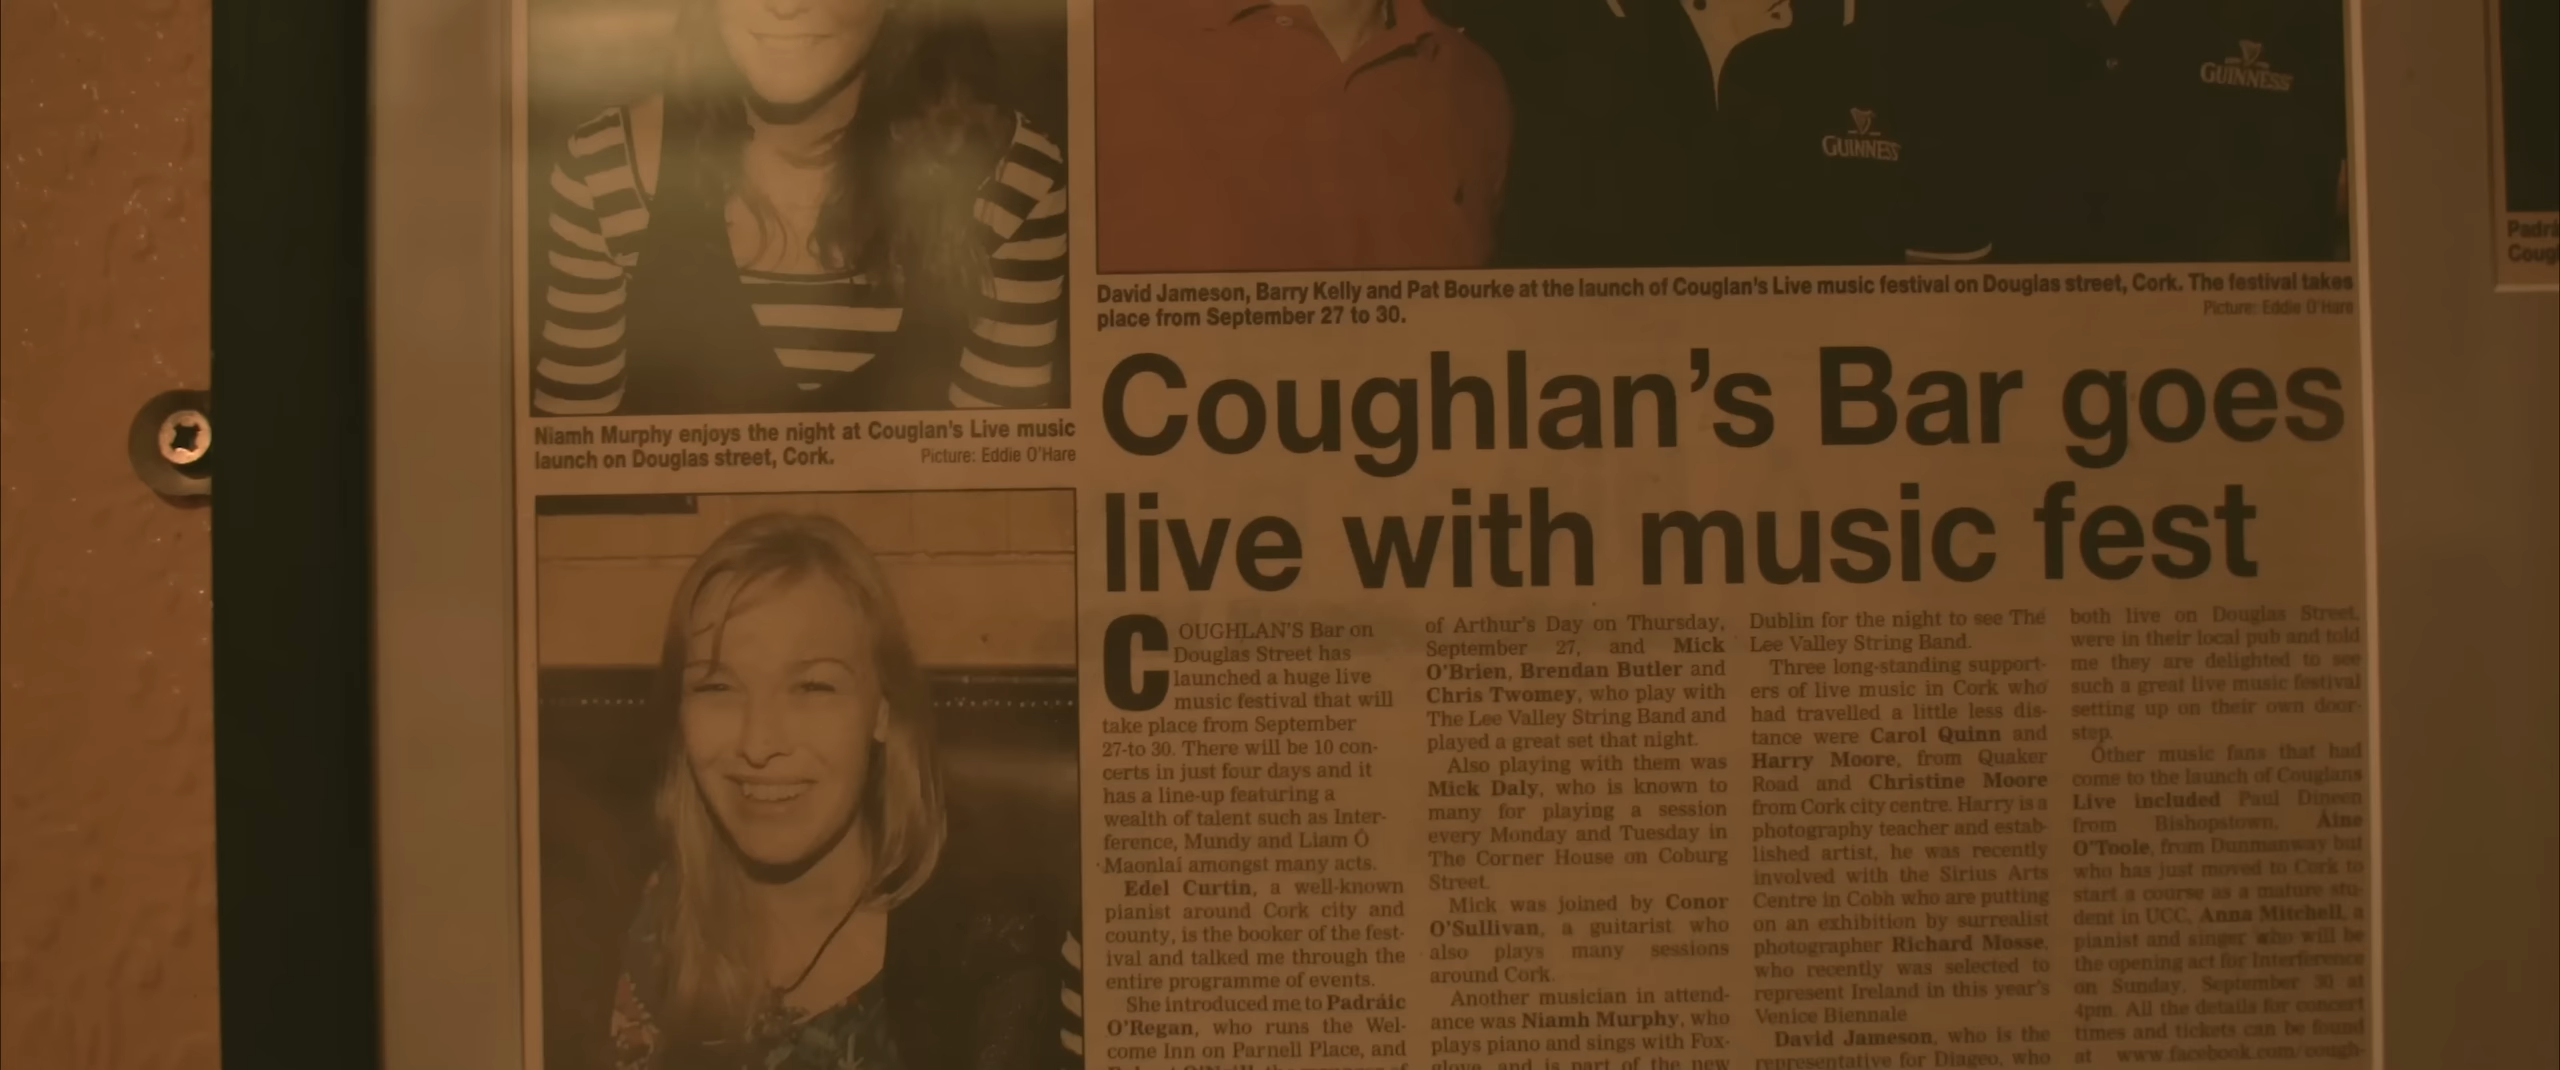 GUINNESS
GUINNESS
Padrá
Coug
David Jameson, Barry Kelly and Pat Bourke at the launch of Couglan's Live music festival on Douglas street, Cork. The festival takes
place from September 27 to 30.
Picture: Eddie O'Hare
Niamh Murphy enjoys the night at Couglan's Live music
launch on Douglas street, Cork.
Picture: Eddie O'Hare
Coughlan's Bar goes
live with music fest
COUGHLAN'S Bar on
Douglas Street has
launched a huge live
music festival that will
take place from September
27-to 30. There will be 10 con-
certs in just four days and it
has a line-up featuring a
wealth of talent such as Inter-
ference, Mundy and Liam Ó
Maonlaí amongst many acts.
Edel Curtin, a well-known
pianist around Cork city and
county, is the booker of the fest-
ival and talked me through the
entire programme of events.
She introduced me to Padráic
O'Regan, who runs the Wel-
come Inn on Parnell Place, and
of Arthur's Day on Thursday,
September 27, and Mick
O'Brien, Brendan Butler and
Chris Twomey, who play with
The Lee Valley String Band and
played a great set that night.
Also playing with them was
Mick Daly, who is known to
many for playing a session
every Monday and Tuesday in
The Corner House on Coburg
Street.
Mick was joined by Conor
O'Sullivan, a guitarist who
also plays many sessions
around Cork.
Another musician in attend-
ance was Niamh Murphy, who
plays piano and sings with Fox-
glove, and is part of the new
Dublin for the night to see The
Lee Valley String Band.
Three long-standing support-
ers of live music in Cork who
had travelled a little less dis-
tance were Carol Quinn and
Harry Moore, from Quaker
Road and Christine Moore
from Cork city centre. Harry is a
photography teacher and estab-
lished artist, he was recently
involved with the Sirius Arts
Centre in Cobh who are putting
on an exhibition by surrealist
photographer Richard Mosse,
who recently was selected to
represent Ireland in this year's
Venice Biennale
David Jameson, who is the
representative for Diageo, who
both live on Douglas Street,
were in their local pub and told
me they are delighted to see
such a great live music festival
setting up on their own door-
step.
Other music fans that had
come to the launch of Couglans
Live included Paul Dineen
from Bishopstown, Áine
O'Toole, from Dunmanway but
who has just moved to Cork to
start a course as a mature stu-
dent in UCC, Anna Mitchell, a
pianist and singer who will be
the opening act for Interference
on Sunday, September 30 at
4pm. All the details for concert
times and tickets can be found
at www.facebook.com/cough-